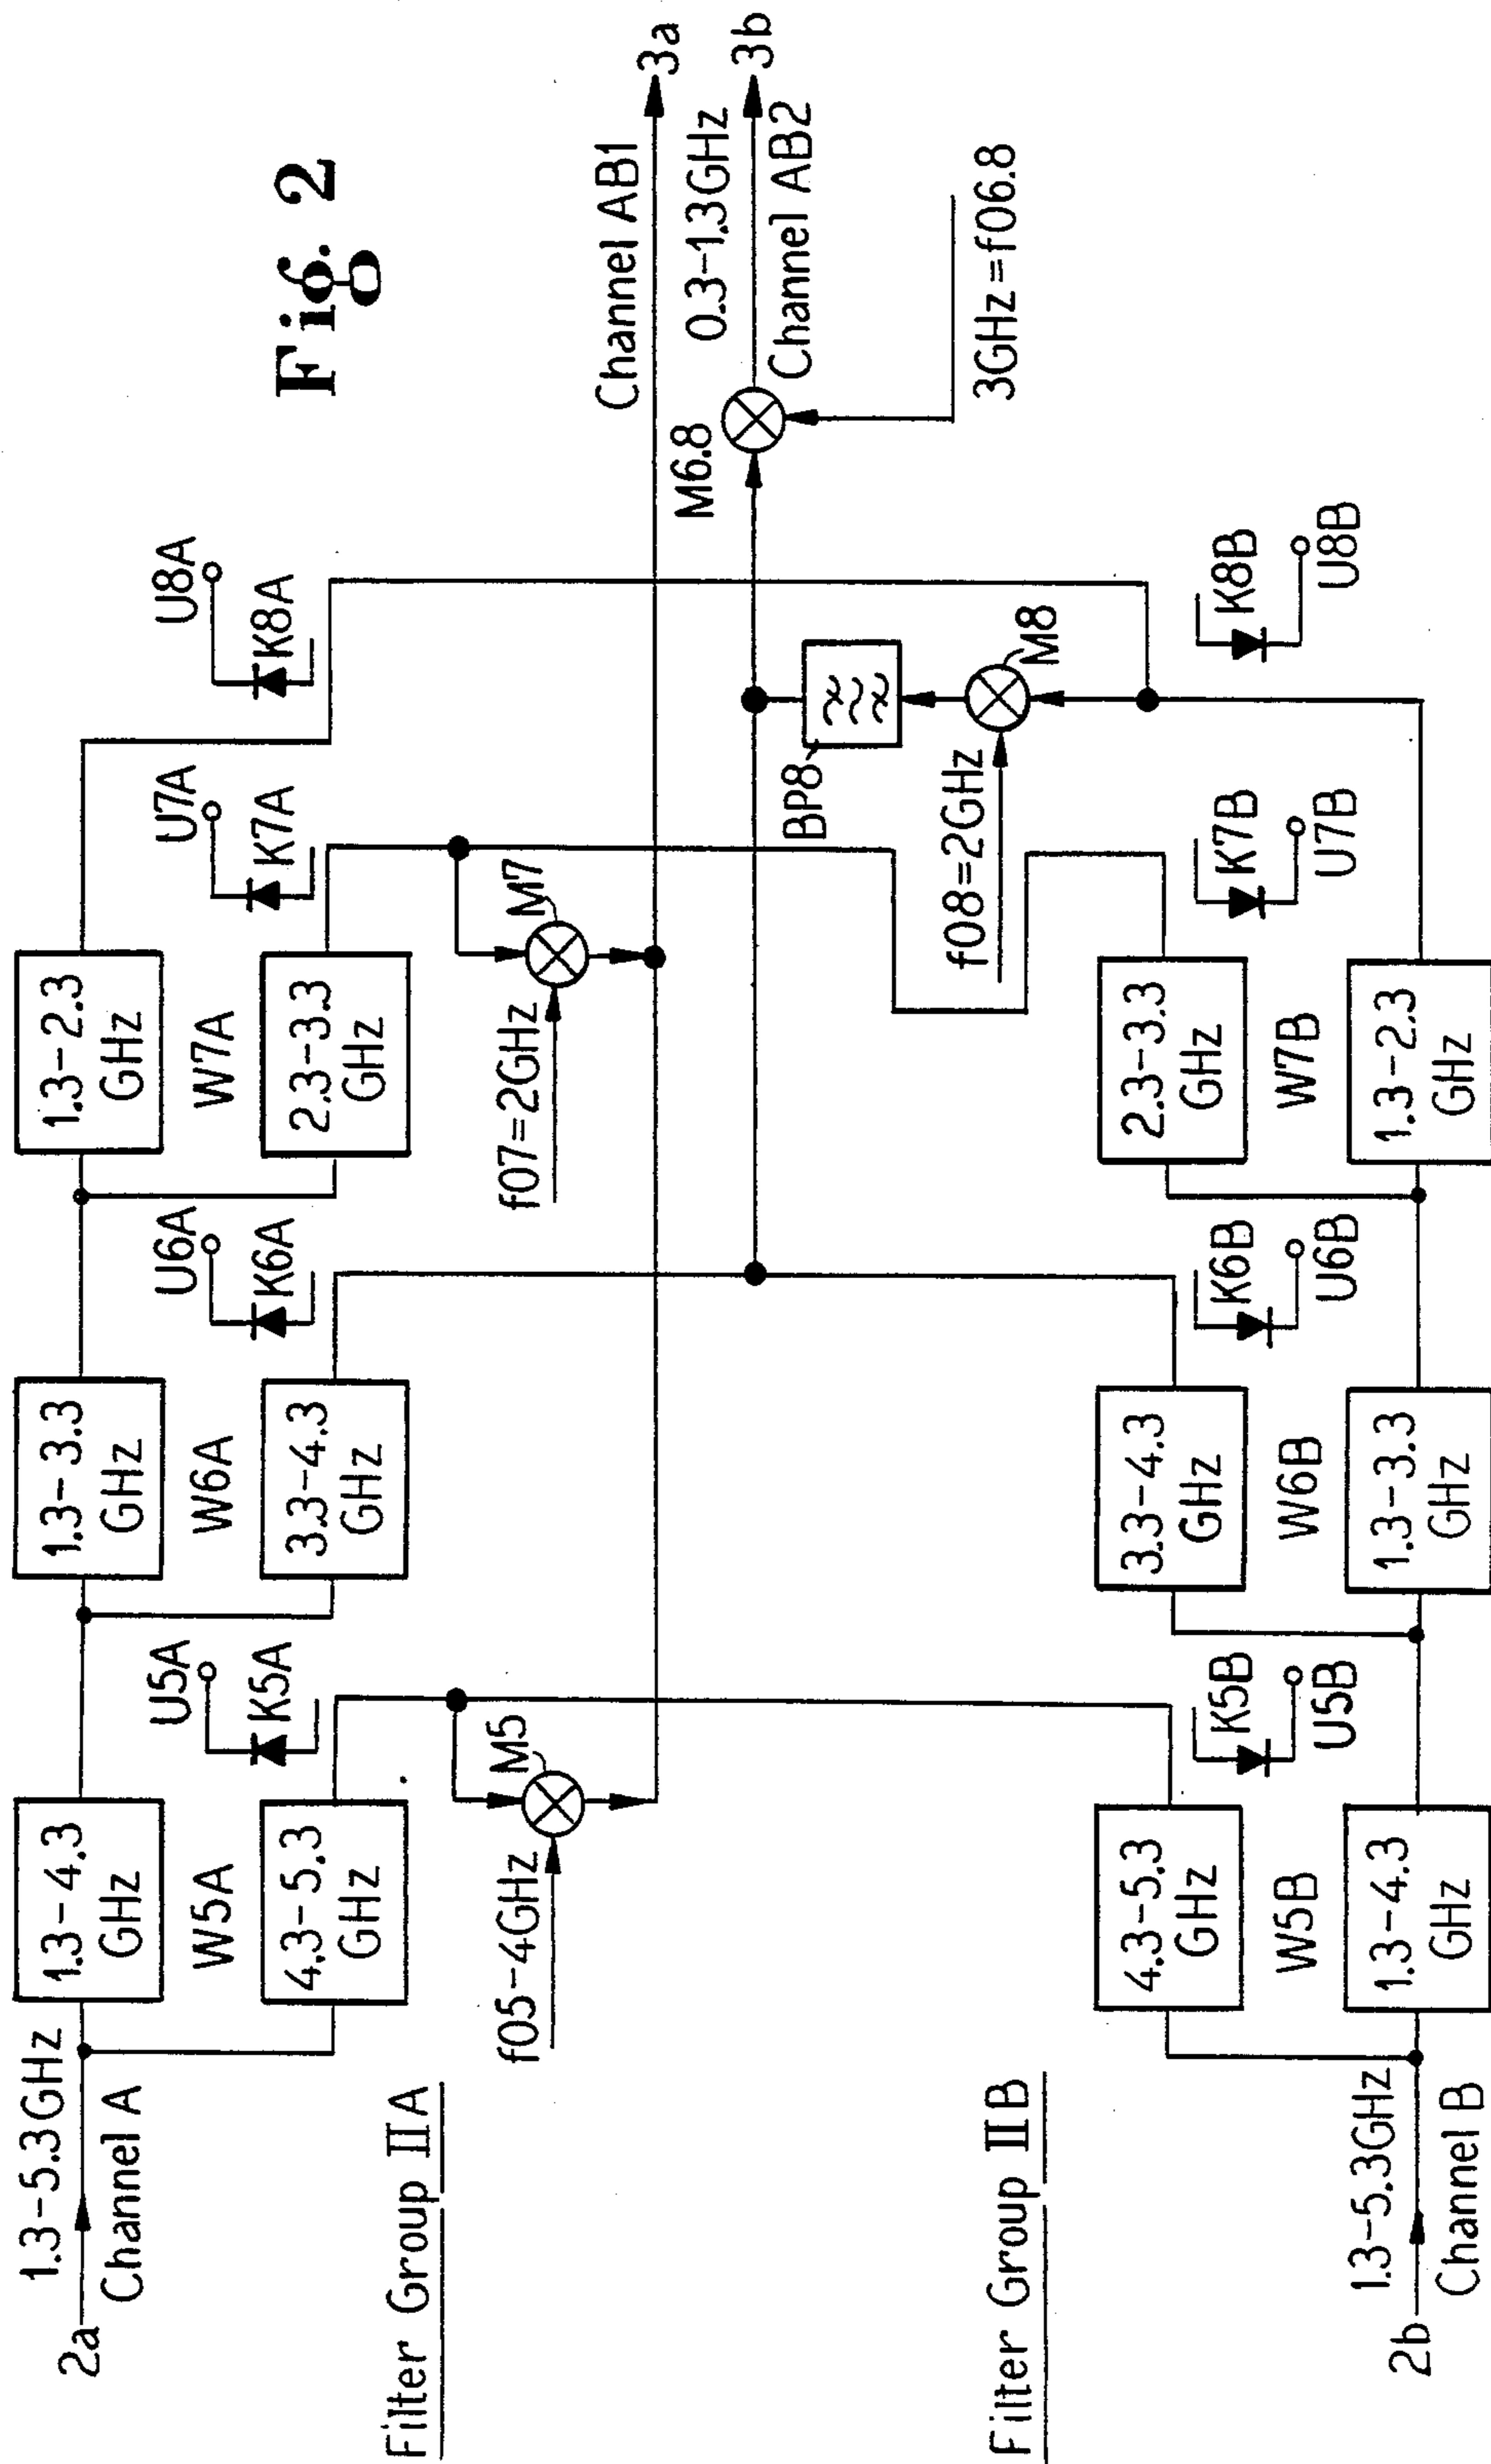 Fig. 2
1.3-5.3GHz
2a
Channel A
1.3-4.3
GHz
W5A
4.3-5.3
GHz
U5A
K5A
1.3-3.3
GHz
W6A
3.3-4.3
GHz
U6A
K6A
1.3-2.3
GHz
W7A
2.3-3.3
GHz
U7A
K7A
U8A
K8A
Filter Group IIA
f05-4GHz
M5
f07=2GHz
M7
Channel AB1
3a
M6.8
0.3-1.3GHz
3b
Channel AB2
3GHz=f06.8
BP8
f08=2GHz
M8
Filter Group IIB
4.3-5.3
GHz
W5B
1.3-4.3
GHz
K5B
U5B
3.3-4.3
GHz
W6B
1.3-3.3
GHz
K6B
U6B
2.3-3.3
GHz
W7B
1.3-2.3
GHz
K7B
U7B
K8B
U8B
1.3-5.3GHz
2b
Channel B